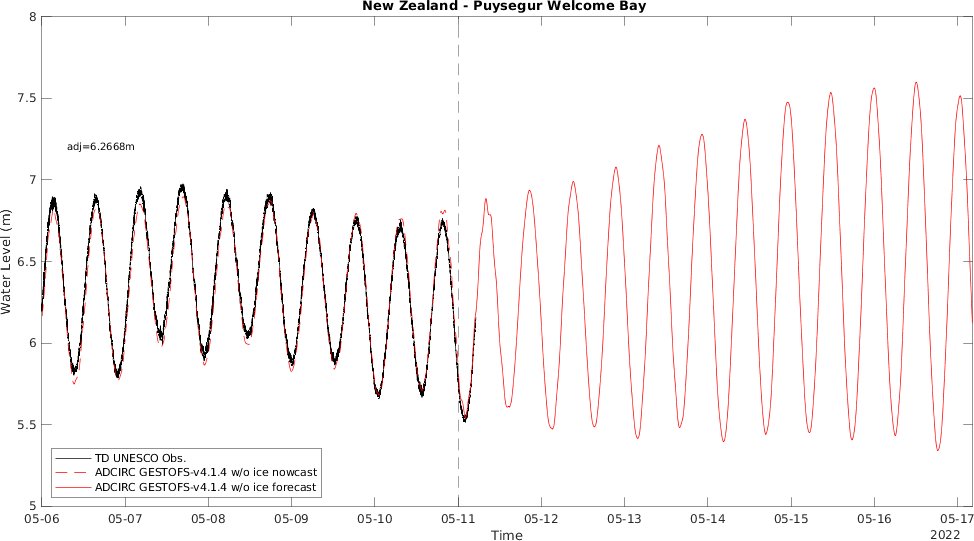 New Zealand - Puysegur Welcome Bay
8
7.5
7
6.5
6
5.5
5
Water Level (m)
adj=6.2668m
TD UNESCO Obs.
ADCIRC GESTOFS-v4.1.4 w/o ice nowcast
ADCIRC GESTOFS-v4.1.4 w/o ice forecast
05-06 05-07 05-08 05-09 05-10 05-11 05-12 05-13 05-14 05-15 05-16 05-17
Time
2022